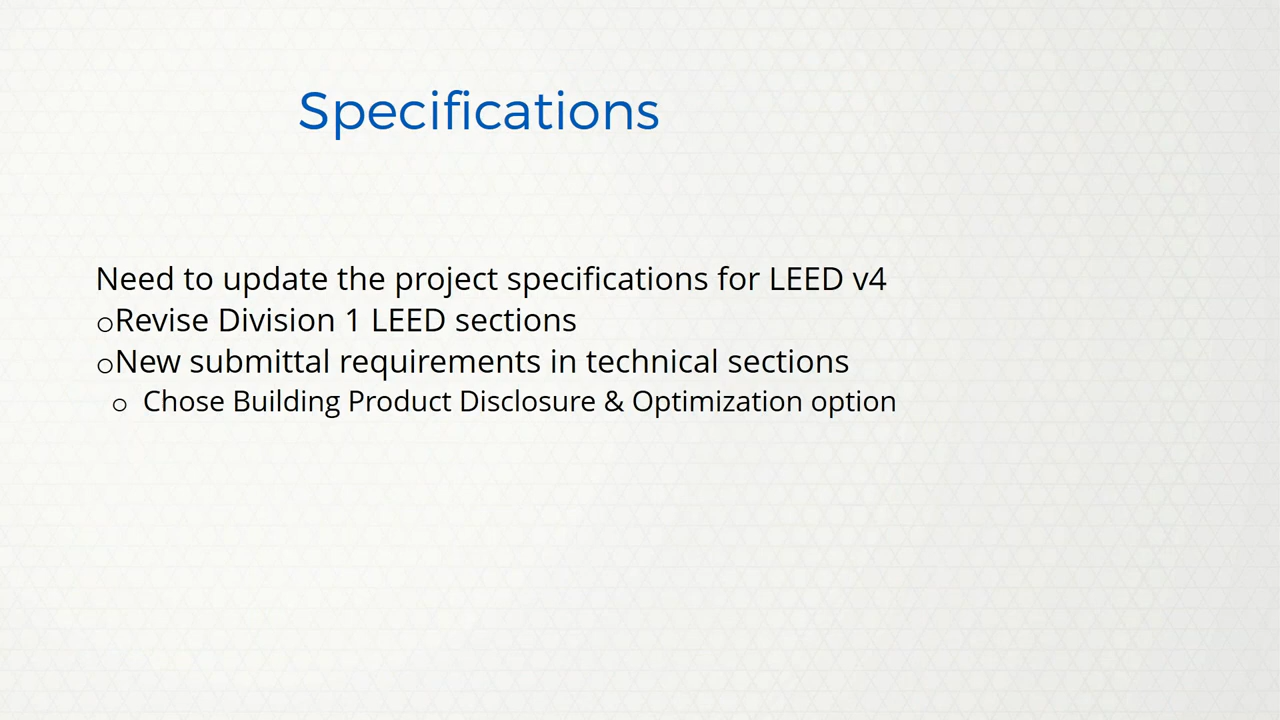 Specifications
Need to update the project specifications for LEED v4
oRevise Division 1 LEED sections
oNew submittal requirements in technical sections
o Chose Building Product Disclosure & Optimization option